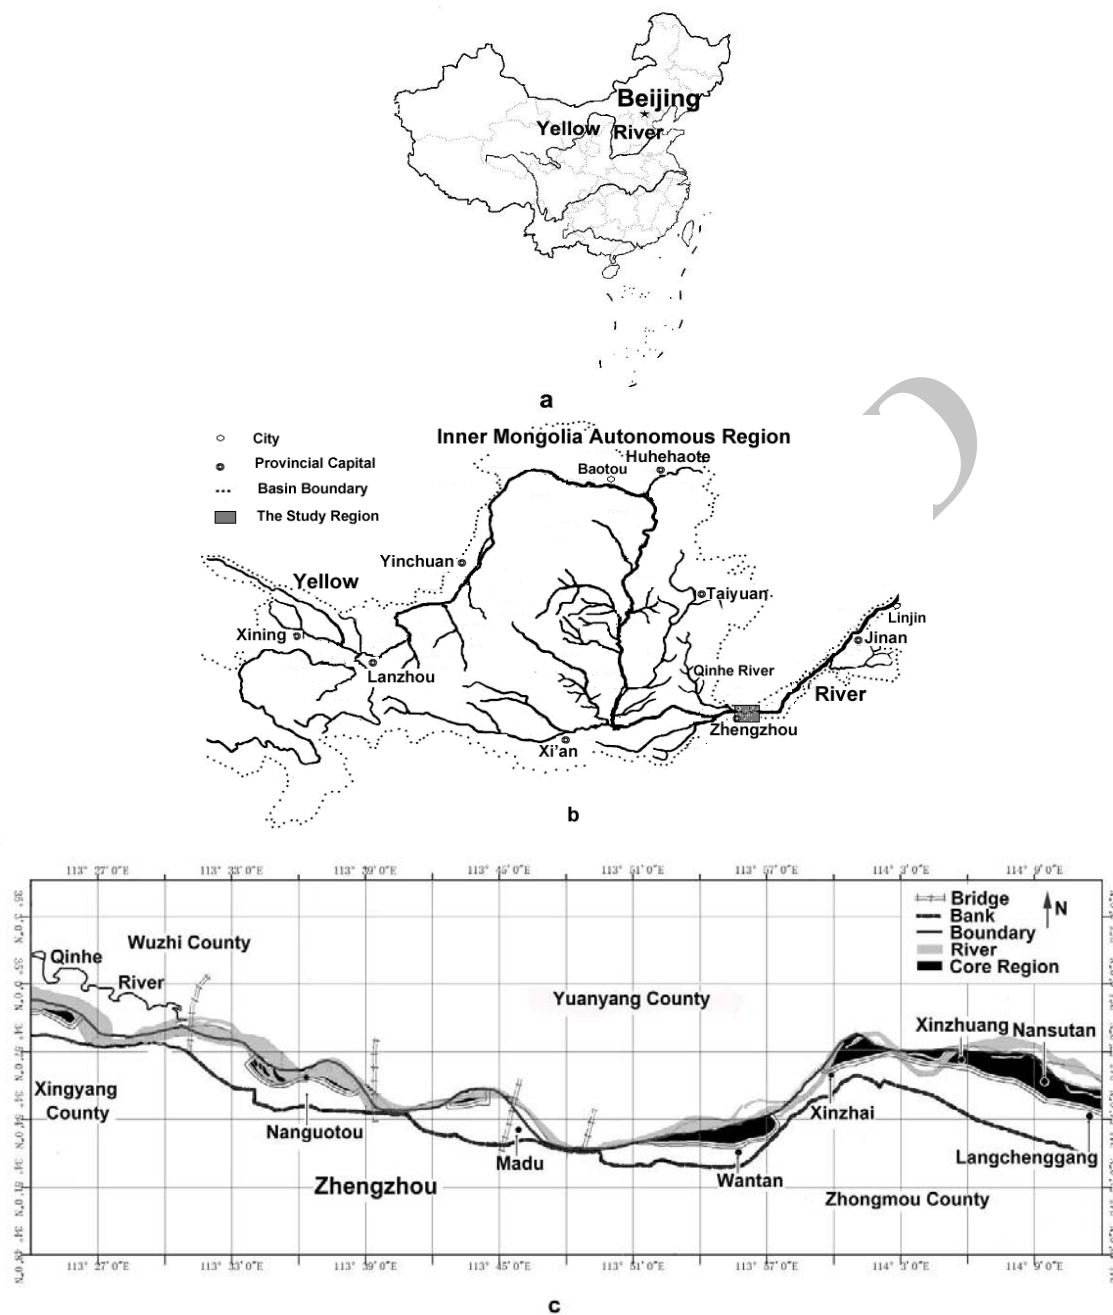 Beijing
Yellow River
a
City
Provincial Capital
Basin Boundary
The Study Region
Inner Mongolia Autonomous Region
Huhehaote
Baotou
Yinchuan
Yellow
Taiyuan
Linjin
Xining
Jinan
Lanzhou
Qinhe River
River
Zhengzhou
Xi'an
b
113° 27' 0"E 113° 33' 0"E 113° 39' 0"E 113° 45' 0"E 113° 51' 0"E 113° 57' 0"E 114° 3' 0"E 114° 9' 0"E
Bridge
Bank
Boundary
River
Core Region
N
Wuzhi County
Qinhe
River
Yuanyang County
Xinzhuang Nansutan
Xingyang
County
Nanguotou
Xinzhai
Madu
Wantan
Langchenggang
Zhengzhou
Zhongmou County
113° 27' 0"E 113° 33' 0"E 113° 39' 0"E 113° 45' 0"E 113° 51' 0"E 113° 57' 0"E 114° 3' 0"E 114° 9' 0"E
c